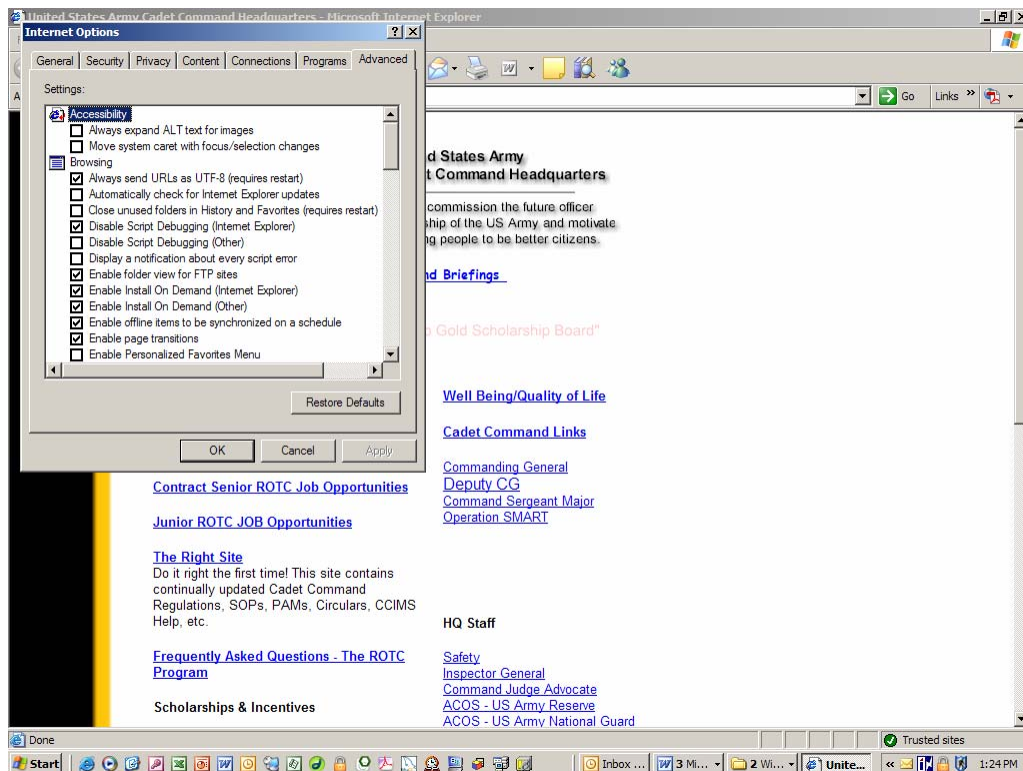 United States Army Cadet Command Headquarters - Microsoft Internet Explorer
Internet Options
General Security Privacy Content Connections Programs Advanced
Settings:
Accessibility
Always expand ALT text for images
Move system caret with focus/selection changes
Browsing
Always send URLs as UTF-8 (requires restart)
Automatically check for Internet Explorer updates
Close unused folders in History and Favorites (requires restart)
Disable Script Debugging (Internet Explorer)
Disable Script Debugging (Other)
Display a notification about every script error
Enable folder view for FTP sites
Enable Install On Demand (Internet Explorer)
Enable Install On Demand (Other)
Enable offline items to be synchronized on a schedule
Enable page transitions
Enable Personalized Favorites Menu
Restore Defaults
OK Cancel Apply
A
Go Links »
d States Army
t Command Headquarters
commission the future officer
ship of the US Army and motivate
ng people to be better citizens.
nd Briefings
Gold Scholarship Board"
Well Being/Quality of Life
Cadet Command Links
Commanding General
Deputy CG
Command Sergeant Major
Operation SMART
Contract Senior ROTC Job Opportunities
Junior ROTC JOB Opportunities
The Right Site
Do it right the first time! This site contains
continually updated Cadet Command
Regulations, SOPs, PAMs, Circulars, CCIMS
Help, etc.
Frequently Asked Questions - The ROTC
Program
Scholarships & Incentives
HQ Staff
Safety
Inspector General
Command Judge Advocate
ACOS - US Army Reserve
ACOS - US Army National Guard
Done Trusted sites
Start Inbox ... 3 Mi... 2 Wi... Unite... « 1:24 PM